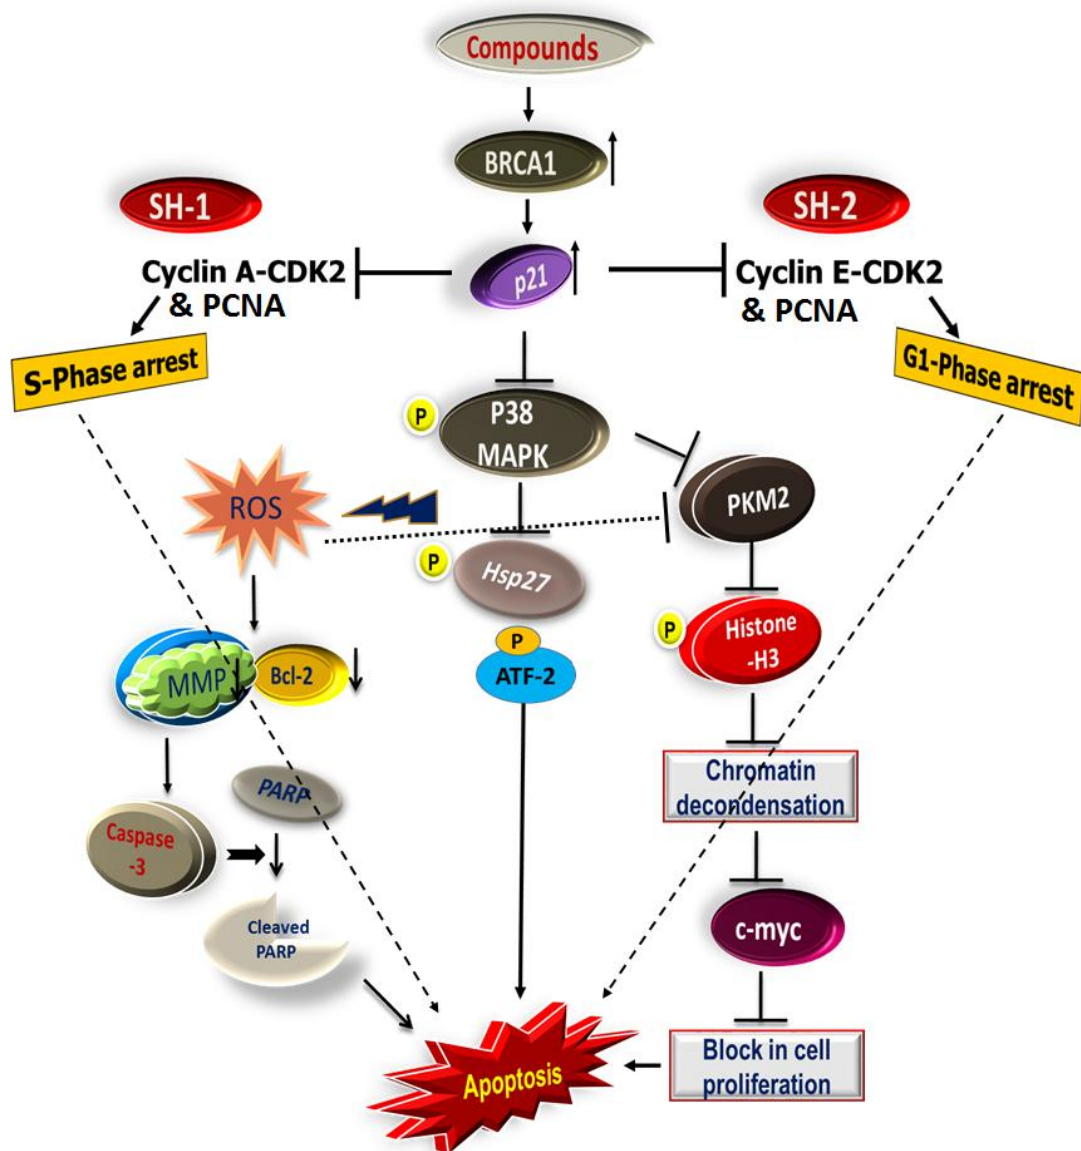 Compounds
BRCA1
SH-1
SH-2
p21
Cyclin A-CDK2
& PCNA
Cyclin E-CDK2
& PCNA
S-Phase arrest
G1-Phase arrest
P
P38
MAPK
PKM2
ROS
P
Hsp27
P
Histone
-H3
P
ATF-2
MMP
Bcl-2
Chromatin
decondensation
PARP
Caspase
-3
Cleaved
PARP
c-myc
Block in cell
proliferation
Apoptosis